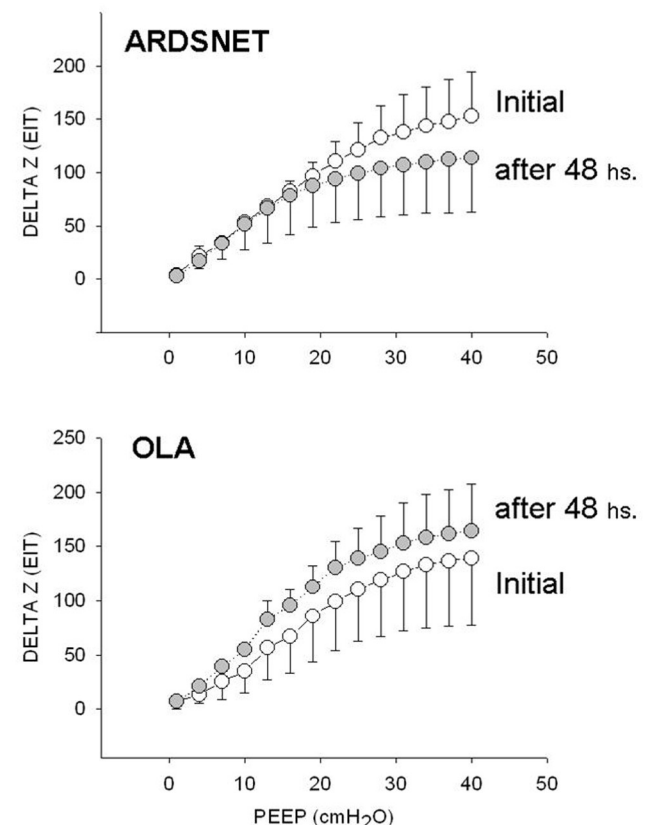 ARDSNET
200
150
100
50
0
DELTA Z (EIT)
Initial
after 48 hs.
0 10 20 30 40 50
OLA
250
200
150
100
50
0
DELTA Z (EIT)
after 48 hs.
Initial
0 10 20 30 40 50
PEEP (cmH₂O)